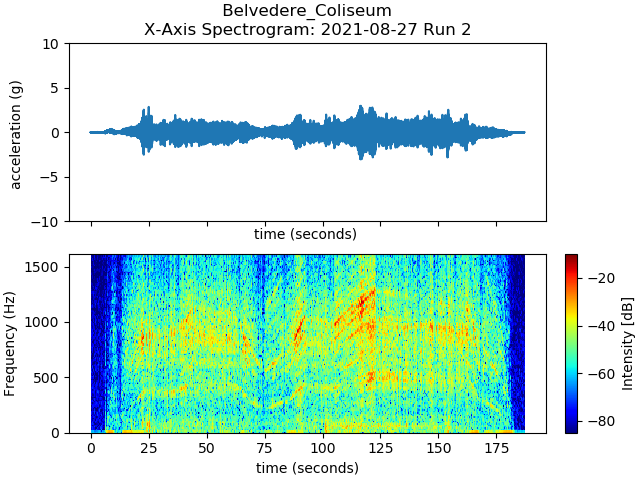 Belvedere_Coliseum
X-Axis Spectrogram: 2021-08-27 Run 2
10
5
0
−5
−10
acceleration (g)
time (seconds)
1500
1000
500
0
Frequency (Hz)
0 25 50 75 100 125 150 175
time (seconds)
−20
−40
−60
−80
Intensity [dB]